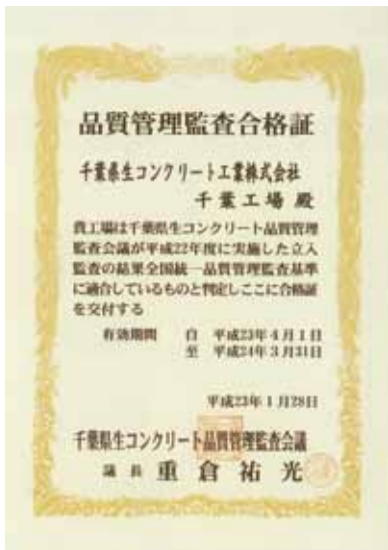 品質管理監査合格証
千葉県生コンクリート工業株式会社
千葉工場 殿
貴工場は千葉県生コンクリート品質管理
監査会議が平成22年度に実施した立入
監査の結果全国統一品質管理監査基準
に適合しているものと判定しここに合格証
を交付する
有効期間 自 平成23年4月1日
至 平成24年3月31日
平成23年1月28日
千葉県生コンクリート品質管理監査会議
議長 重倉祐光